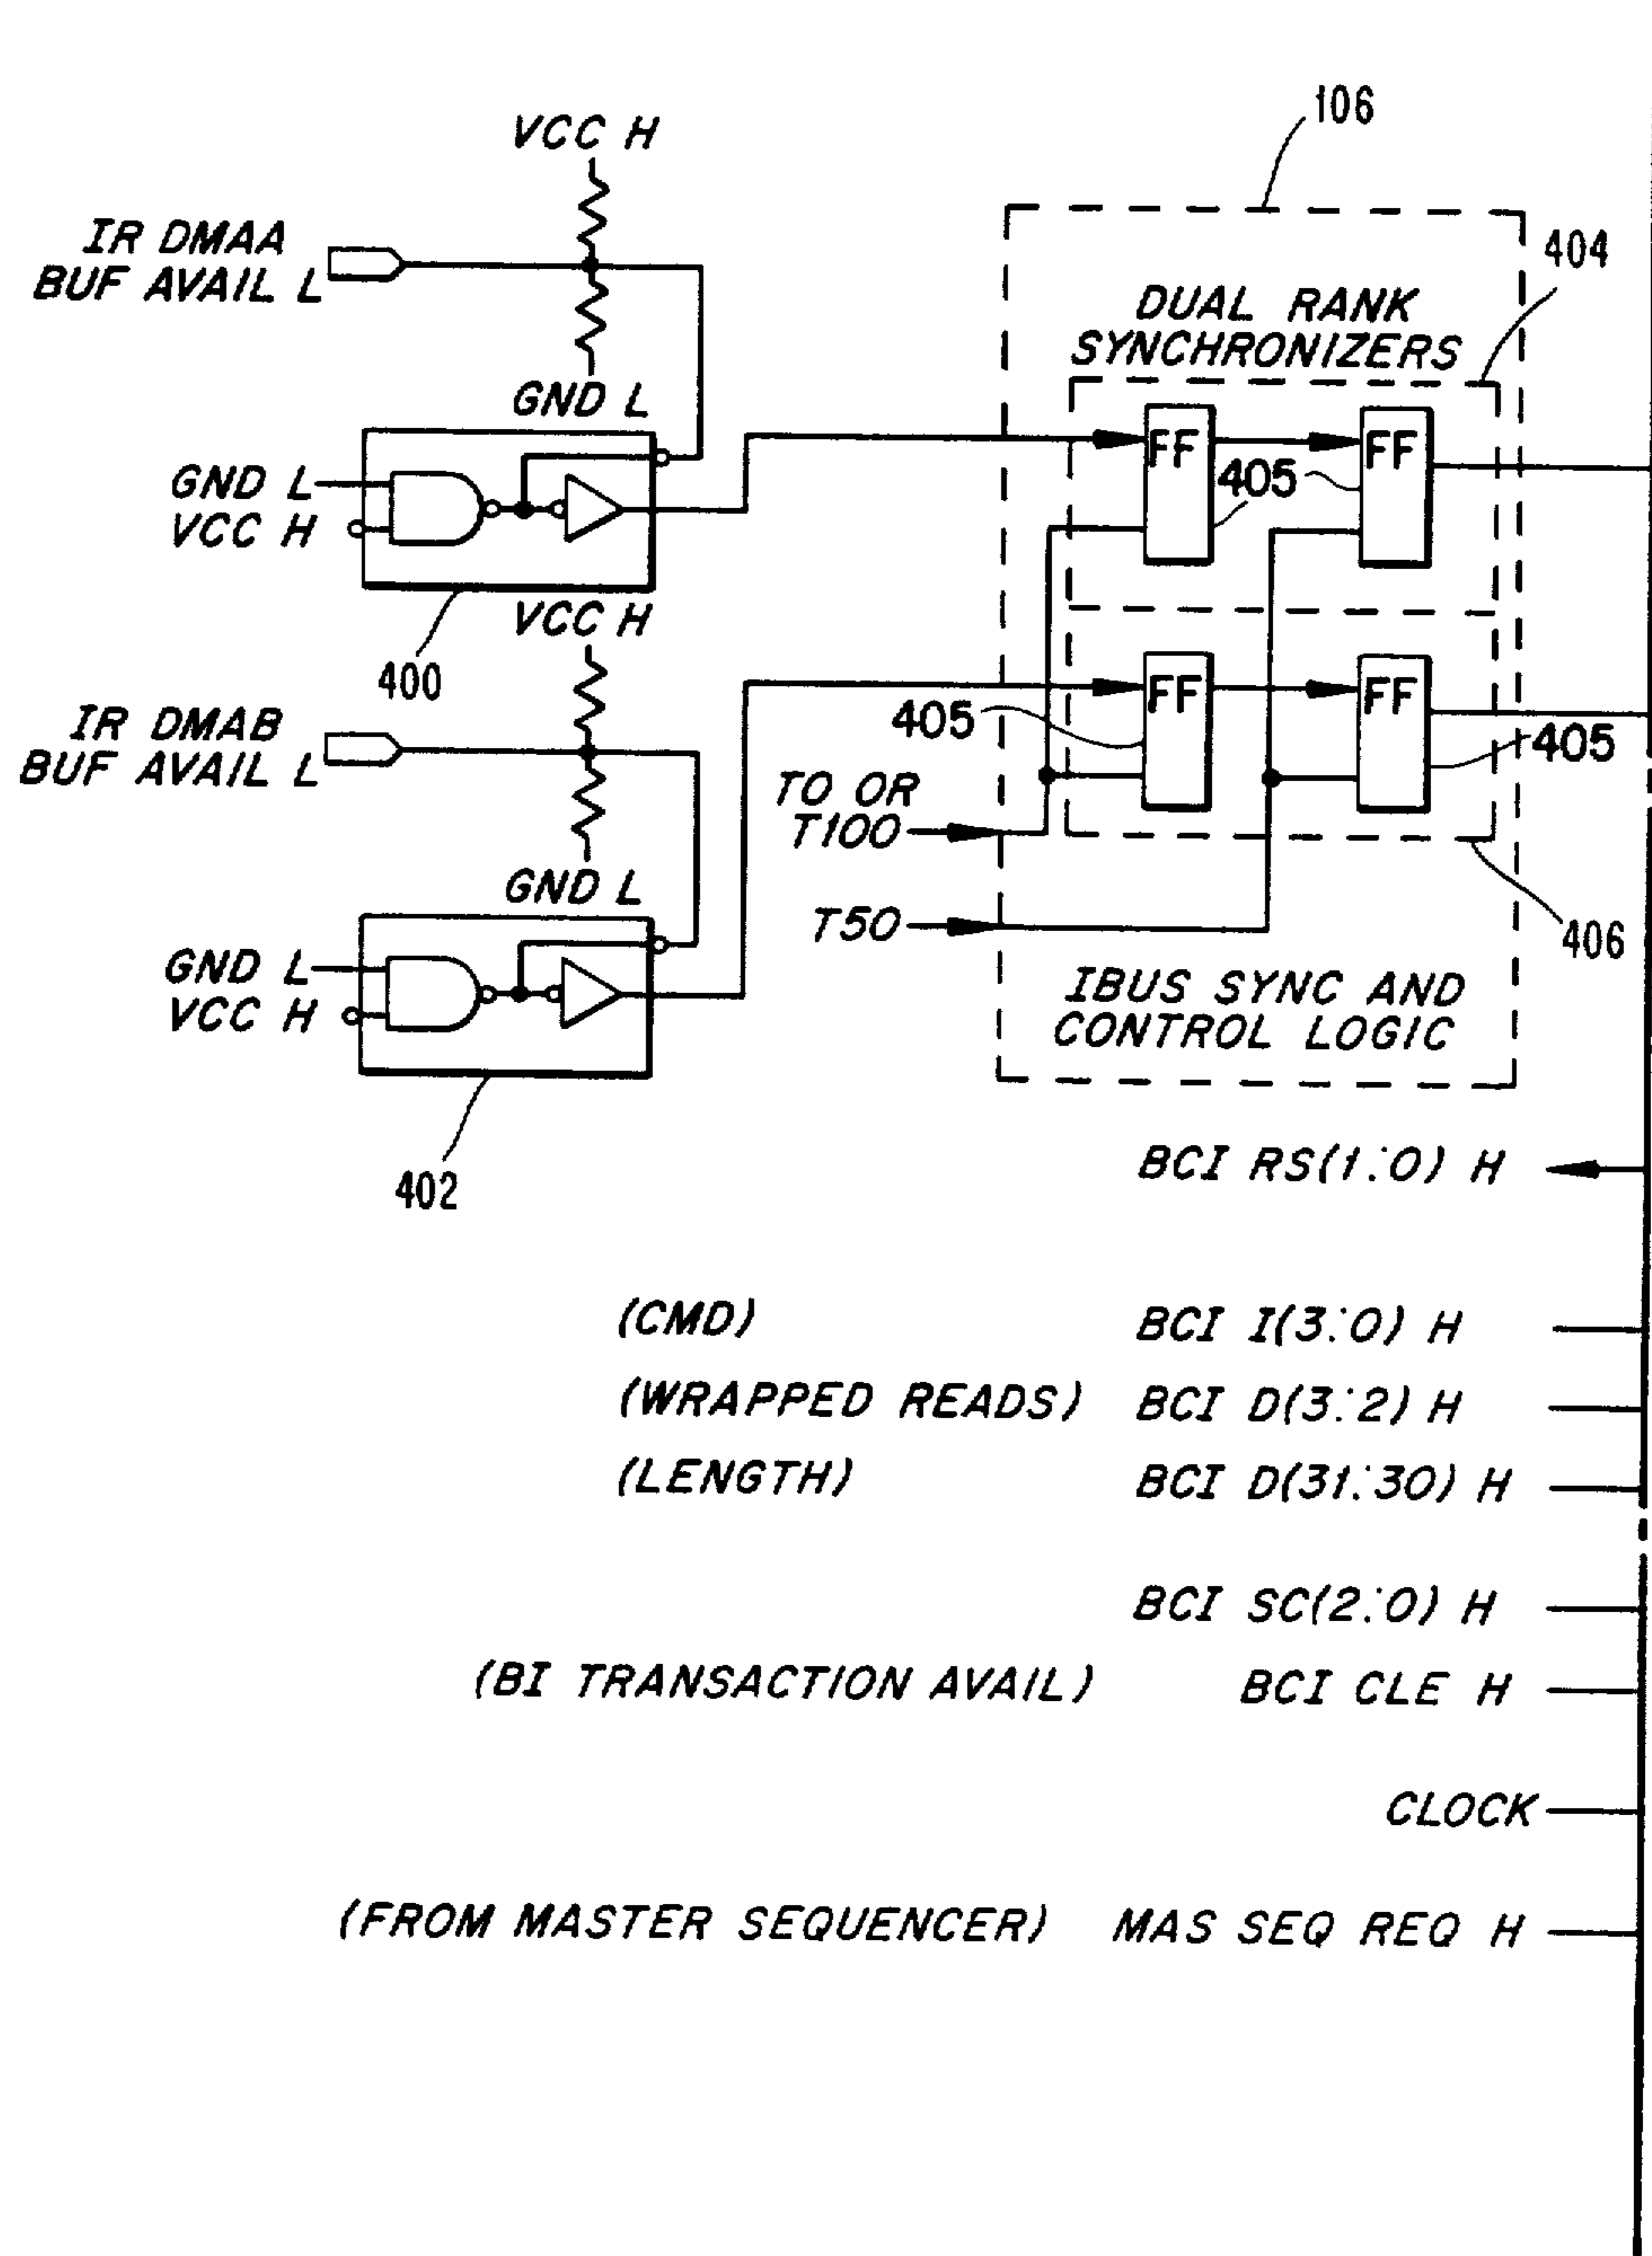 106
VCC H
IR DMAA
BUF AVAIL L
404
DUAL RANK
SYNCHRONIZERS
GND L
FF
FF
GND L
405
VCC H
VCC H
400
FF
FF
IR DMAB
BUF AVAIL L
405
405
TO OR
T100
GND L
T50
406
GND L
VCC H
IBUS SYNC AND
CONTROL LOGIC
402
BCI RS(1:0) H
(CMD) BCI I(3:0) H
(WRAPPED READS) BCI D(3:2) H
(LENGTH) BCI D(31:30) H
BCI SC(2:0) H
(BI TRANSACTION AVAIL) BCI CLE H
CLOCK
(FROM MASTER SEQUENCER) MAS SEQ REQ H